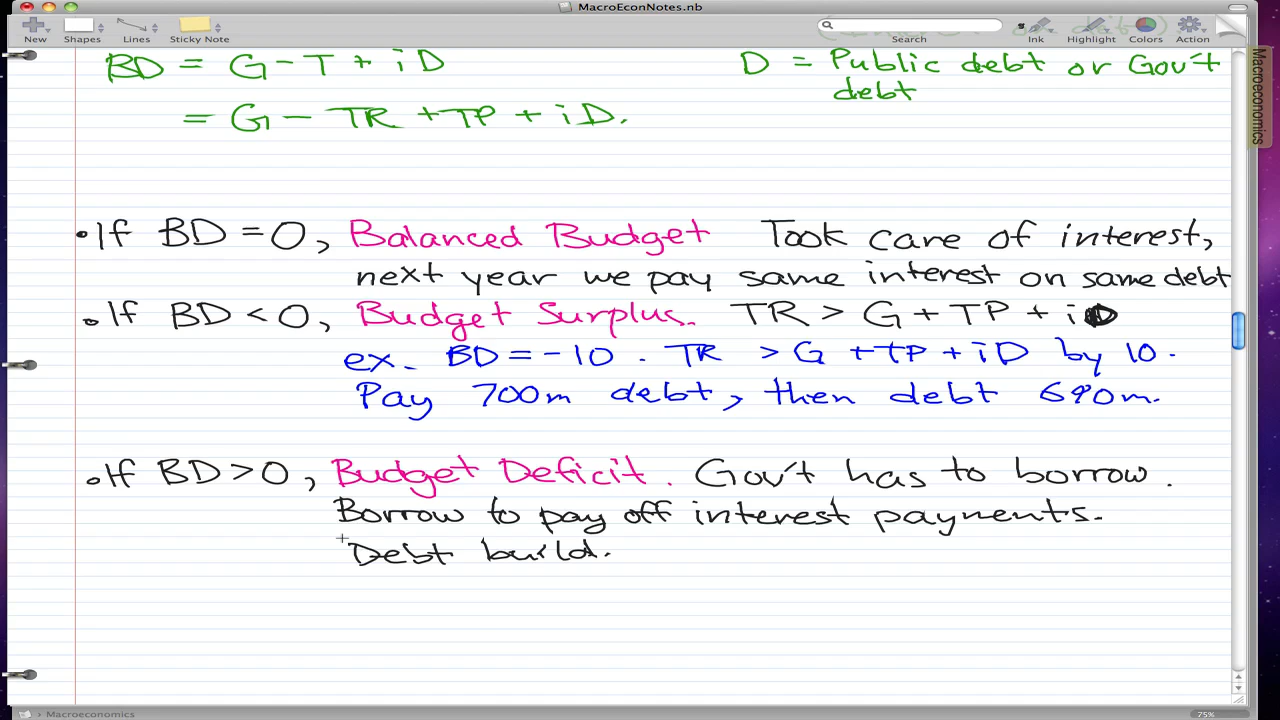 MacroEconNotes.nb
New Shapes Lines Sticky Note Search Ink Highlight Colors Action
BD = G - T + iD
D = Public debt or Gov't
debt
= G - TR + TP + iD.
Macroeconomics
• If BD = 0, Balanced Budget Took care of interest,
next year we pay same interest on same debt
• If BD < 0, Budget Surplus. TR > G + TP + iD
ex. BD = -10. TR > G + TP + iD by 10.
Pay 700m debt, then debt 690m.
• If BD > 0, Budget Deficit. Gov't has to borrow.
Borrow to pay off interest payments.
Debt build.
Macroeconomics
75%